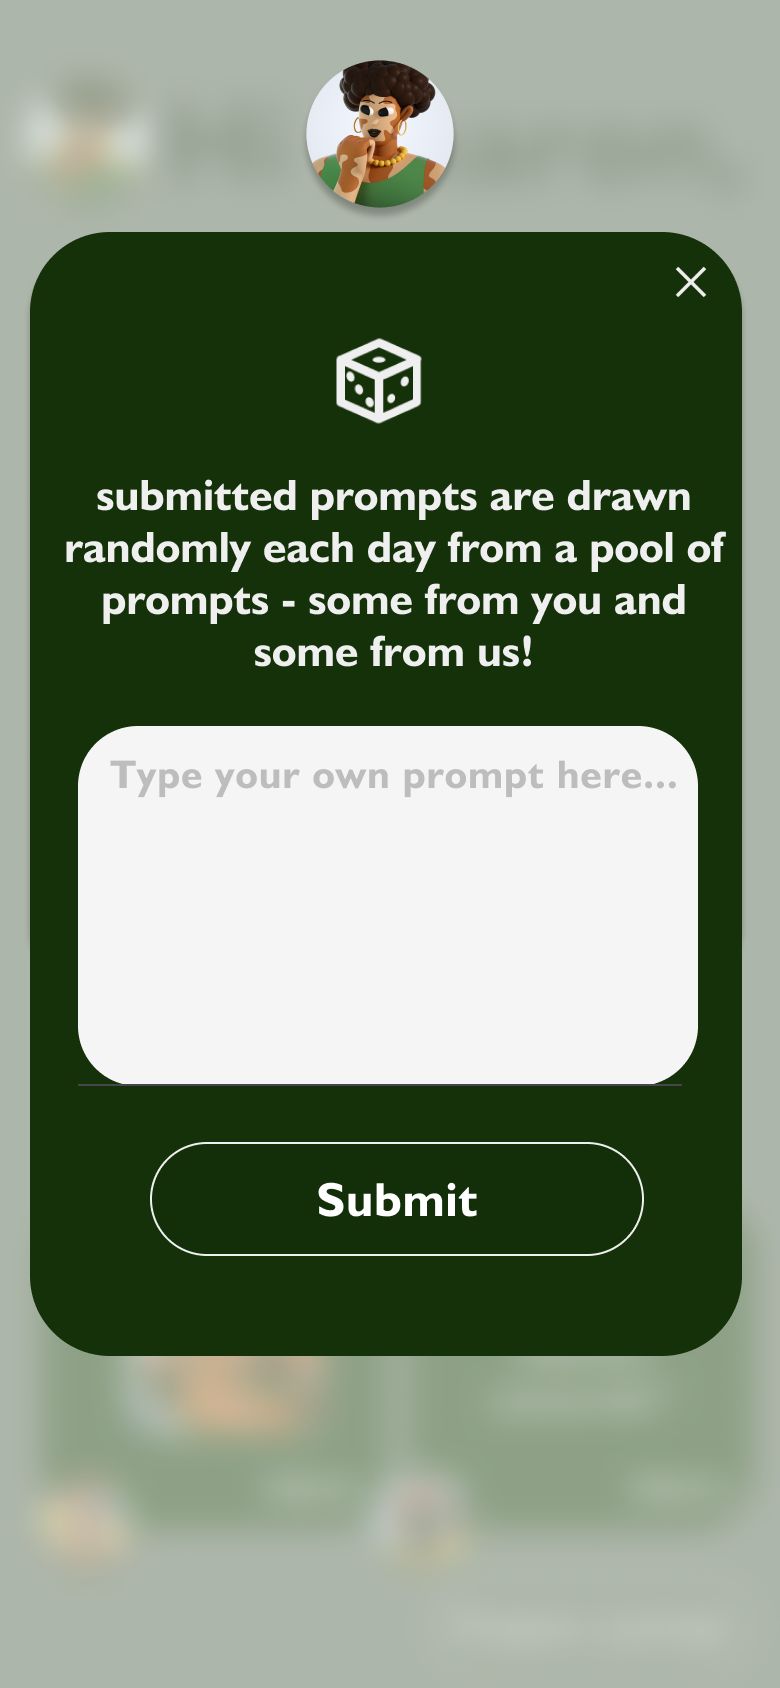 submitted prompts are drawn
randomly each day from a pool of
prompts - some from you and
some from us!
Type your own prompt here...
Submit